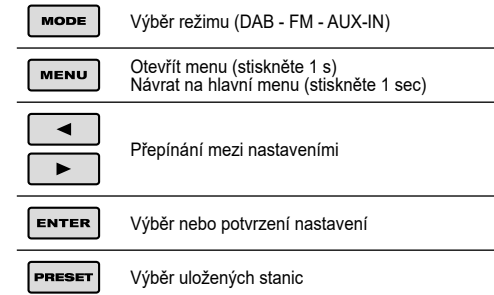 MODE Výběr režimu (DAB - FM - AUX-IN)
MENU Otevřít menu (stiskněte 1 s)
Návrat na hlavní menu (stiskněte 1 sec)
Přepínání mezi nastaveními
ENTER Výběr nebo potvrzení nastavení
PRESET Výběr uložených stanic